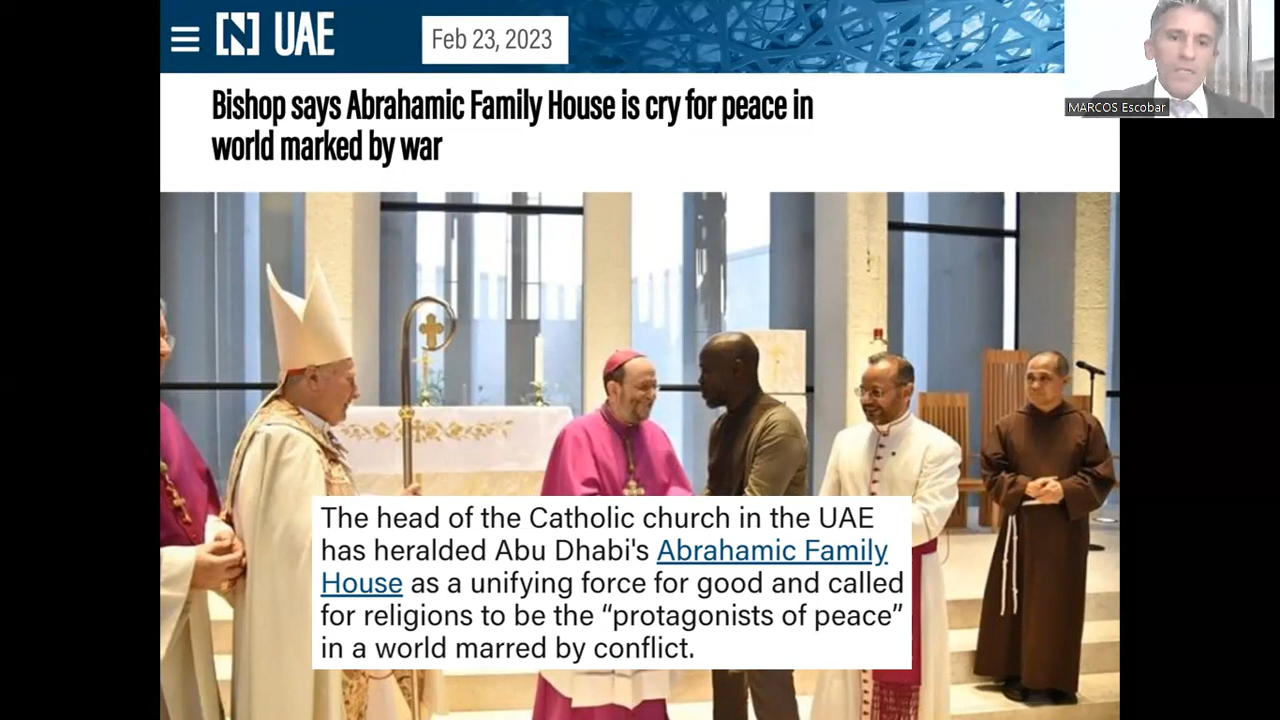 N UAE
Feb 23, 2023
MARCOS Escobar
Bishop says Abrahamic Family House is cry for peace in
world marked by war
The head of the Catholic church in the UAE
has heralded Abu Dhabi's Abrahamic Family
House as a unifying force for good and called
for religions to be the “protagonists of peace”
in a world marred by conflict.